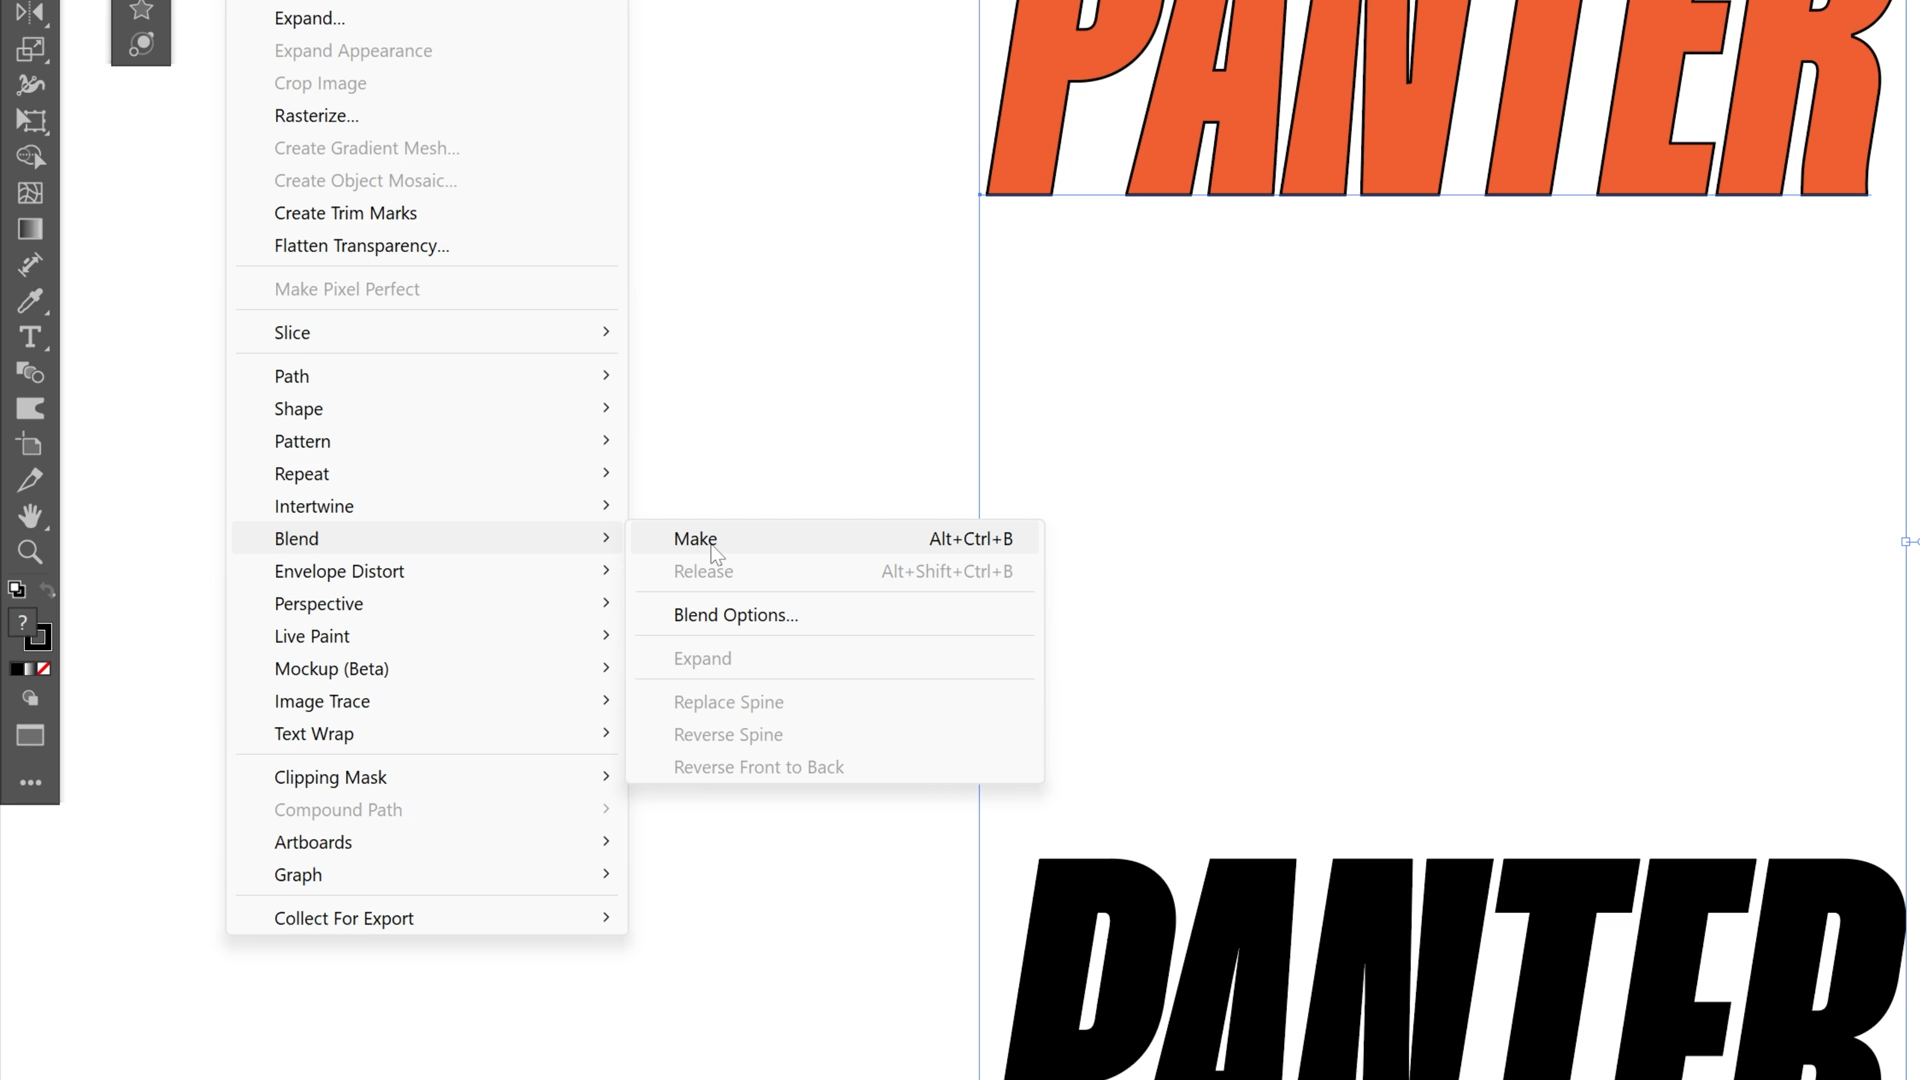 Expand...
Expand Appearance
Crop Image
Rasterize...
Create Gradient Mesh...
Create Object Mosaic...
Create Trim Marks
Flatten Transparency...
Make Pixel Perfect
Slice
Path
Shape
Pattern
Repeat
Intertwine
Blend
Envelope Distort
Perspective
Live Paint
Mockup (Beta)
Image Trace
Text Wrap
Clipping Mask
Compound Path
Artboards
Graph
Collect For Export
Make Alt+Ctrl+B
Release Alt+Shift+Ctrl+B
Blend Options...
Expand
Replace Spine
Reverse Spine
Reverse Front to Back
PANTER
PANTER
?